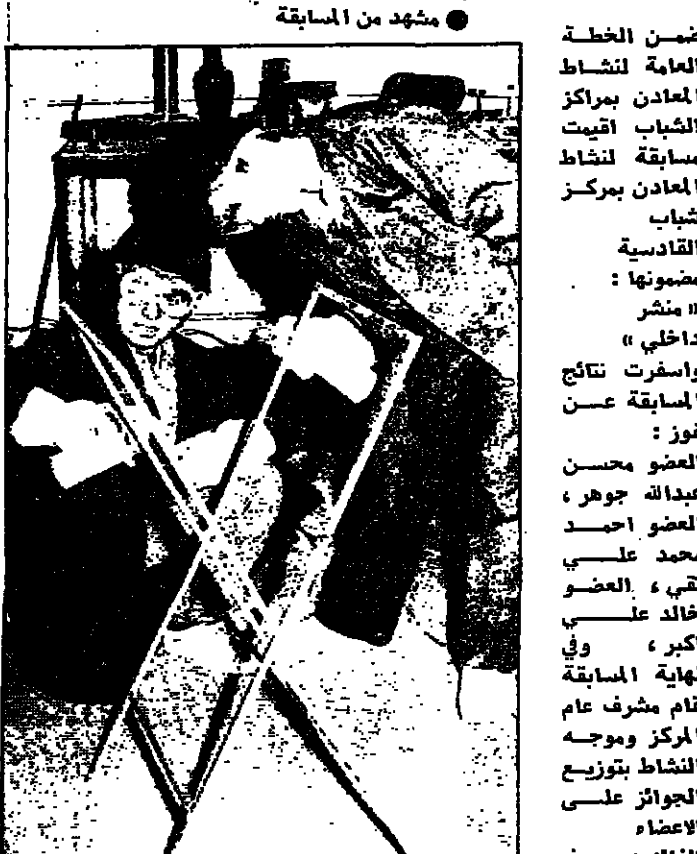 ● مشهد من المسابقة
ضمن الخطة
العامة لنشاط
المعادن بمراكز
الشباب اقيمت
مسابقة لنشاط
المعادن بمركز
شباب
القادسية
مضمونها :
« منشر
داخلي »
واسفرت نتائج
المسابقة عن
فوز :
العضو محسن
عبدالله جوهر ،
العضو احمد
محمد علي
تقي ، العضو
خالد علي
اكبر ، وفي
نهاية المسابقة
قام مشرف عام
المركز وموجه
النشاط بتوزيع
الجوائز على
الاعضاء